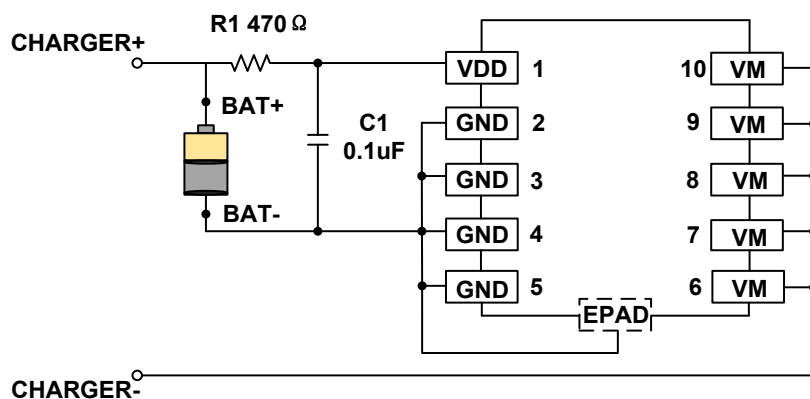 R1 470Ω
CHARGER+
VDD 1 10 VM
BAT+
C1
0.1uF
GND 2 9 VM
GND 3 8 VM
BAT-
GND 4 7 VM
GND 5 6 VM
EPAD
CHARGER-